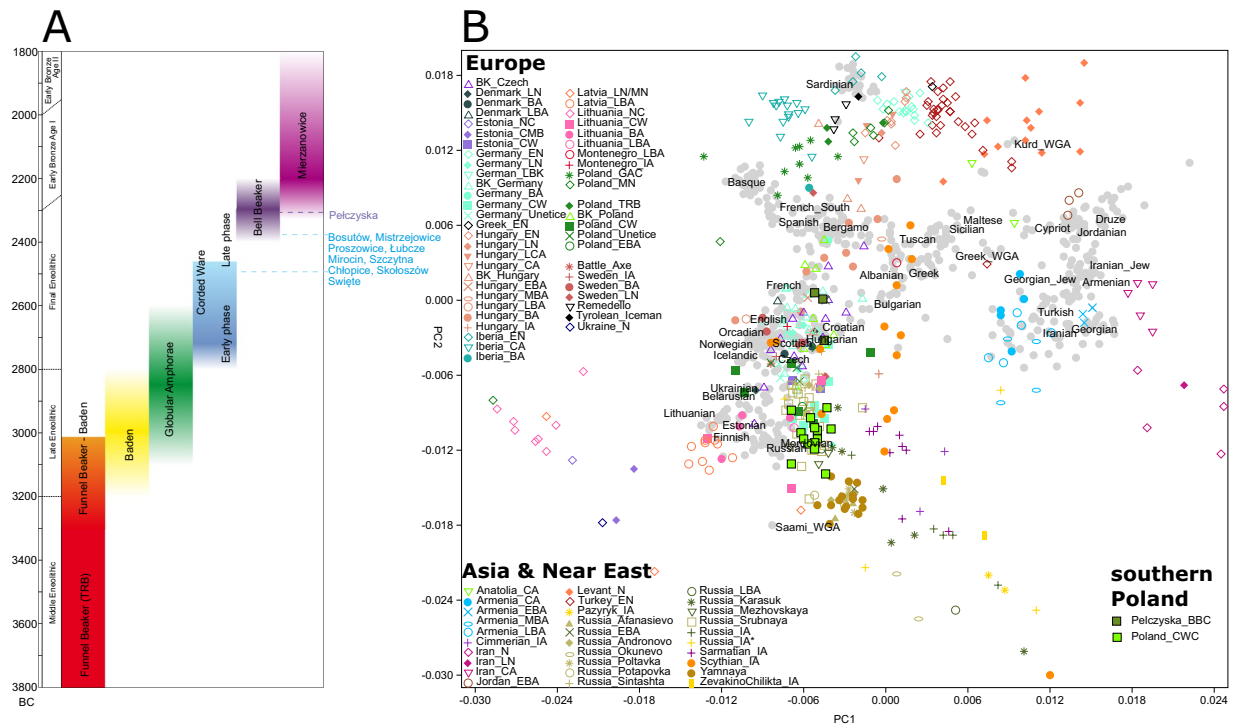 A
1800
2000
2200
2400
2600
2800
3000
3200
3400
3600
3800
BC
Early Bronze Age II
Early Bronze Age I
Final Eneolithic
Late Eneolithic
Middle Eneolithic
Funnel Beaker (TRB)
Funnel Beaker - Baden
Baden
Globular Amphorae
Corded Ware
Early phase
Late phase
Bell Beaker
Mierzanowice
Pełczyska
Bosutów, Mistrzejowice
Proszowice, Łubcze
Mirocin, Szczytna
Chłopice, Skołoszów
Święte
B
Europe
BK_Czech
Denmark_LN
Denmark_BA
Denmark_LBA
Estonia_NC
Estonia_CMB
Estonia_CW
Germany_EN
Germany_LN
German_LBK
BK_Germany
Germany_BA
Germany_CW
Germany_Unetice
Greek_EN
Hungary_EN
Hungary_LN
Hungary_LCA
Hungary_CA
BK_Hungary
Hungary_EBA
Hungary_MBA
Hungary_LBA
Hungary_BA
Hungary_IA
Iberia_EN
Iberia_CA
Iberia_BA
Latvia_LN/MN
Latvia_LBA
Lithuania_NC
Lithuania_CW
Lithuania_BA
Lithuania_LBA
Montenegro_LBA
Montenegro_IA
Poland_GAC
Poland_MN
Poland_TRB
BK_Poland
Poland_CW
Poland_Unetice
Poland_EBA
Battle_Axe
Sweden_IA
Sweden_BA
Sweden_LN
Remedello
Tyrolean_Iceman
Ukraine_N
Sardinian
Kurd_WGA
Basque
French_South
Spanish
Bergamo
Maltese
Sicilian
Druze
Cypriot
Jordanian
Tuscan
Greek_WGA
Albanian
Greek
Iranian_Jew
Georgian_Jew
Armenian
French
Bulgarian
Turkish
English
Croatian
Orcadian
Georgian
Iranian
Norwegian
Scottish
Hungarian
Icelandic
Czech
Ukrainian
Belarusian
Lithuanian
Estonian
Finnish
Mordovian
Russian
Saami_WGA
0.018
0.012
0.006
0.000
-0.006
-0.012
-0.018
-0.024
-0.030
PC2
-0.030
-0.024
-0.018
-0.012
-0.006
0.000
0.006
0.012
0.018
0.024
PC1
Asia & Near East
Anatolia_CA
Armenia_CA
Armenia_EBA
Armenia_MBA
Armenia_LBA
Cimmerian_IA
Iran_N
Iran_LN
Iran_CA
Jordan_EBA
Levant_N
Turkey_EN
Pazyryk_IA
Russia_Afanasievo
Russia_EBA
Russia_Andronovo
Russia_Okunevo
Russia_Poltavka
Russia_Potapovka
Russia_Sintashta
Russia_LBA
Russia_Karasuk
Russia_Mezhovskaya
Russia_Srubnaya
Russia_IA
Russia_IA*
Sarmatian_IA
Scythian_IA
Yamnaya
ZevakinoChilikta_IA
southern
Poland
Pelczyska_BBC
Poland_CWC